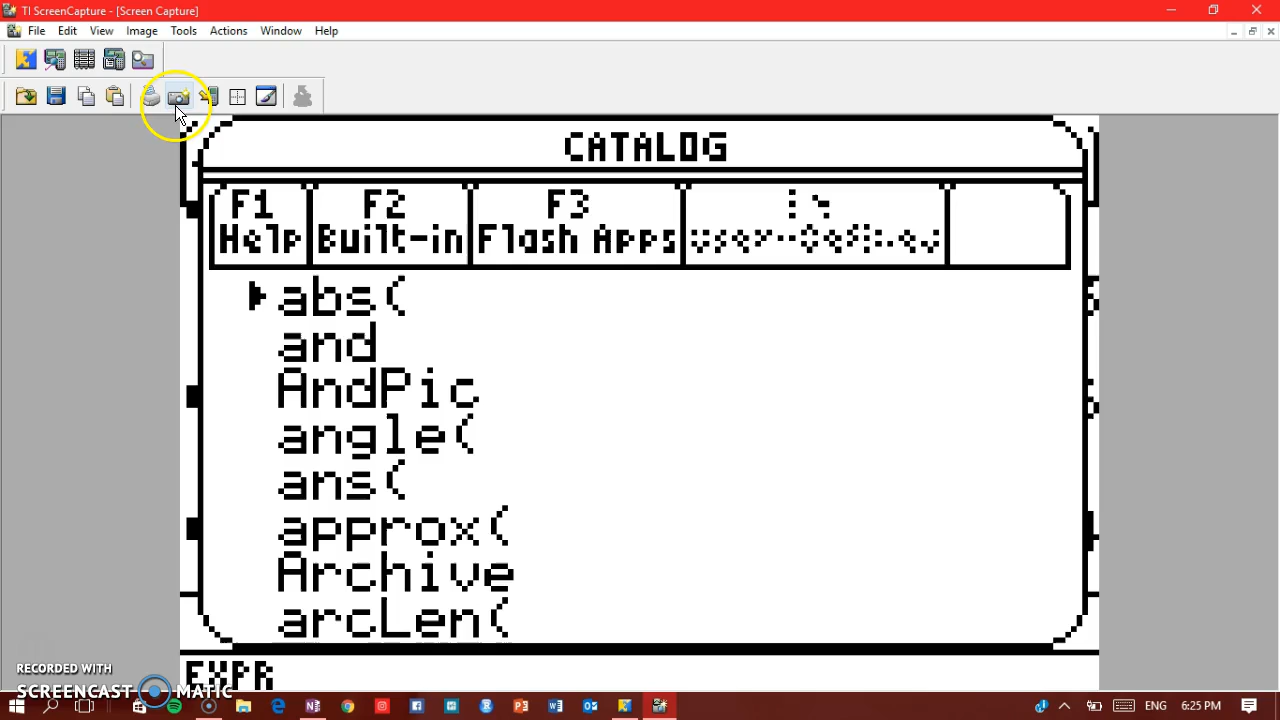 TI ScreenCapture - [Screen Capture]
File Edit View Image Tools Actions Window Help
CATALOG
F1 F2 F3
Help Built-in Flash Apps
abs(
and
AndPic
angle(
ans(
approx(
Archive
arcLen(
EXPR
RECORDED WITH
SCREENCAST MATIC
ENG 6:25 PM